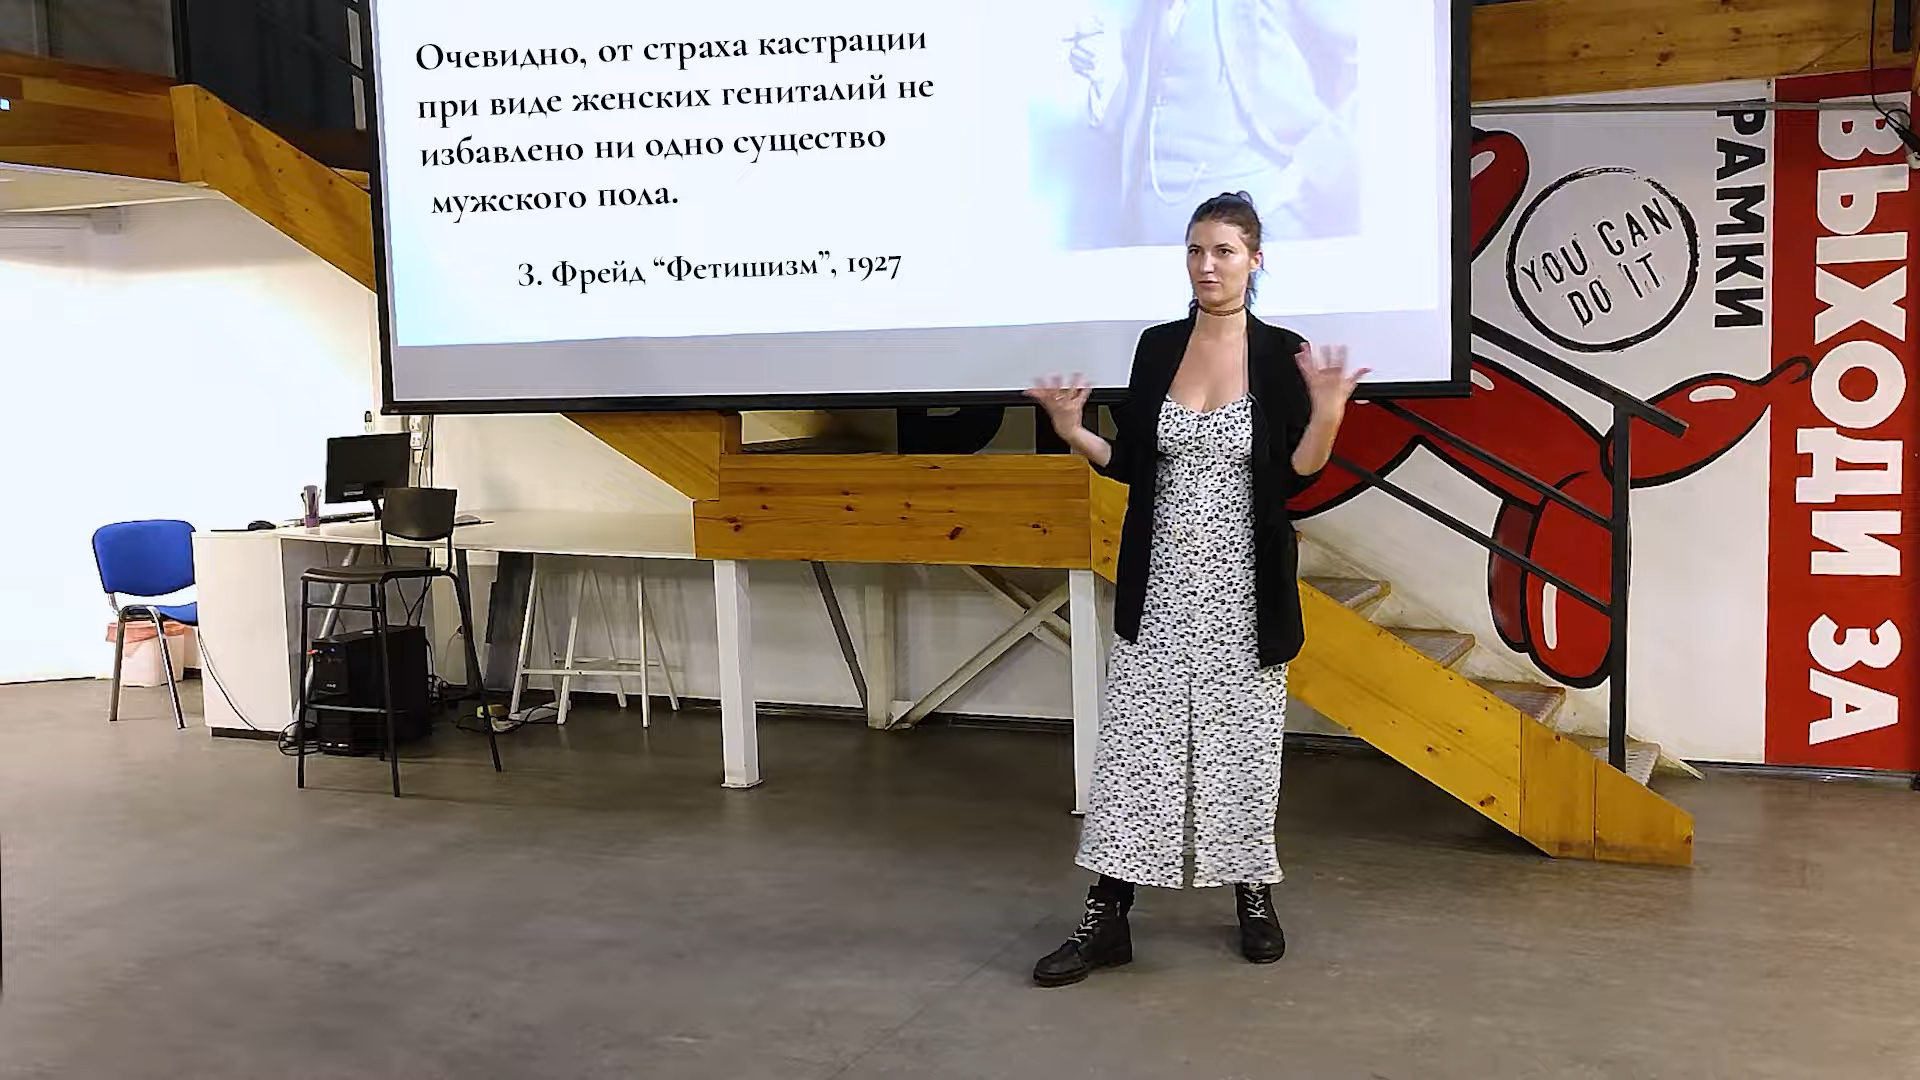 Очевидно, от страха кастрации
при виде женских гениталий не
избавлено ни одно существо
мужского пола.
З. Фрейд “Фетишизм”, 1927
YOU CAN
DO IT
РАМКИ
ВЫХОДИ ЗА